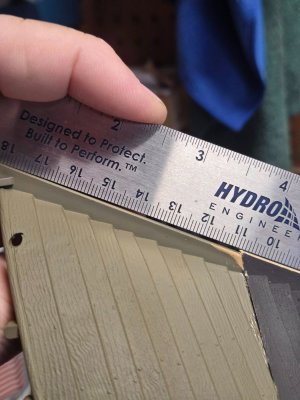 2 3 4
Designed to Protect.
Built to Perform.™
HYDRO
ENGINEE
18 17 16 15 14 13 12 10